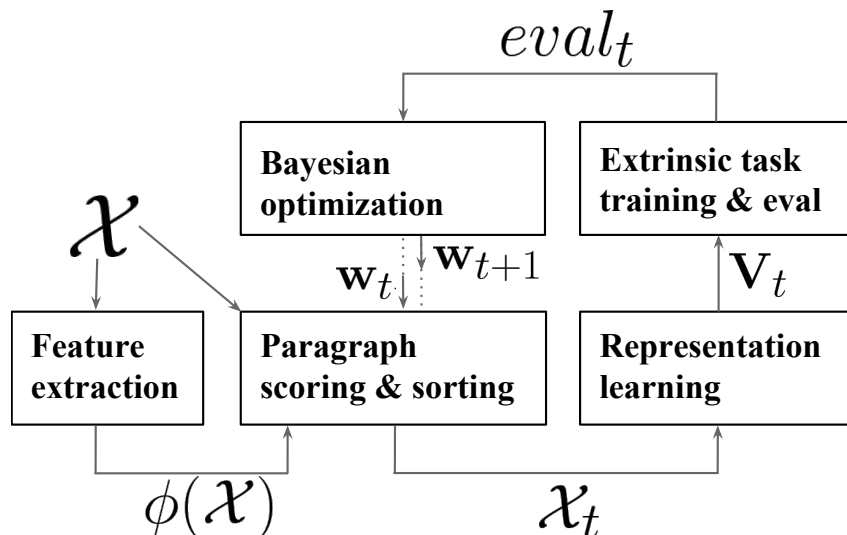 eval_t
Bayesian
optimization
Extrinsic task
training & eval
𝒳
w_t
w_{t+1}
V_t
Feature
extraction
Paragraph
scoring & sorting
Representation
learning
ϕ(𝒳)
𝒳_t